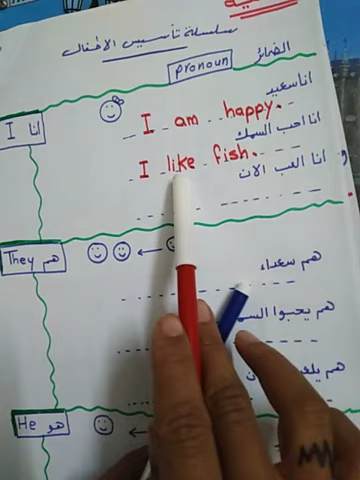 سلسلة تأسيس الأطفال
الضمائر
pronoun
انا سعيد
انا I
I am happy.
انا احب السمك
I like fish.
انا العب الان
هم They
هم سعداء
هم يحبوا
هم
هو He